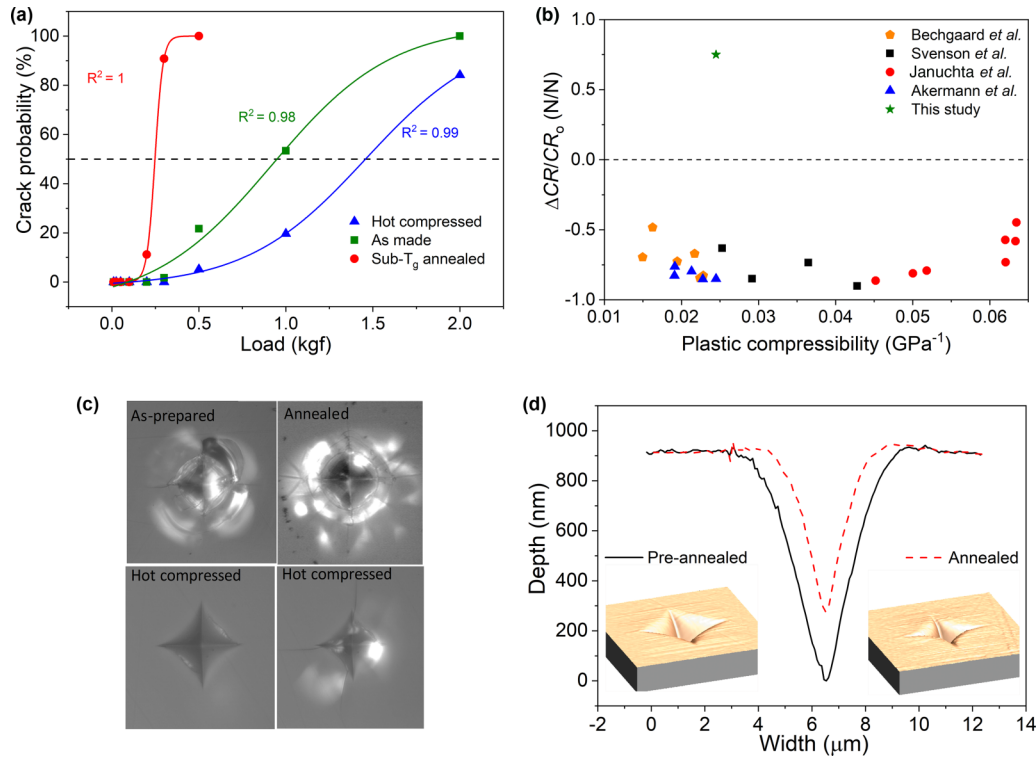 (a)
100
80
60
40
20
0
Crack probability (%)
R² = 1
R² = 0.98
R² = 0.99
Hot compressed
As made
Sub-Tg annealed
0.0
0.5
1.0
1.5
2.0
Load (kgf)
(b)
1.0
0.5
0.0
-0.5
-1.0
ΔCR/CRo (N/N)
Bechgaard et al.
Svenson et al.
Januchta et al.
Akermann et al.
This study
0.01
0.02
0.03
0.04
0.05
0.06
Plastic compressibility (GPa⁻¹)
(c)
As-prepared
Annealed
Hot compressed
Hot compressed
(d)
1000
800
600
400
200
0
Depth (nm)
Pre-annealed
Annealed
-2
0
2
4
6
8
10
12
14
Width (μm)